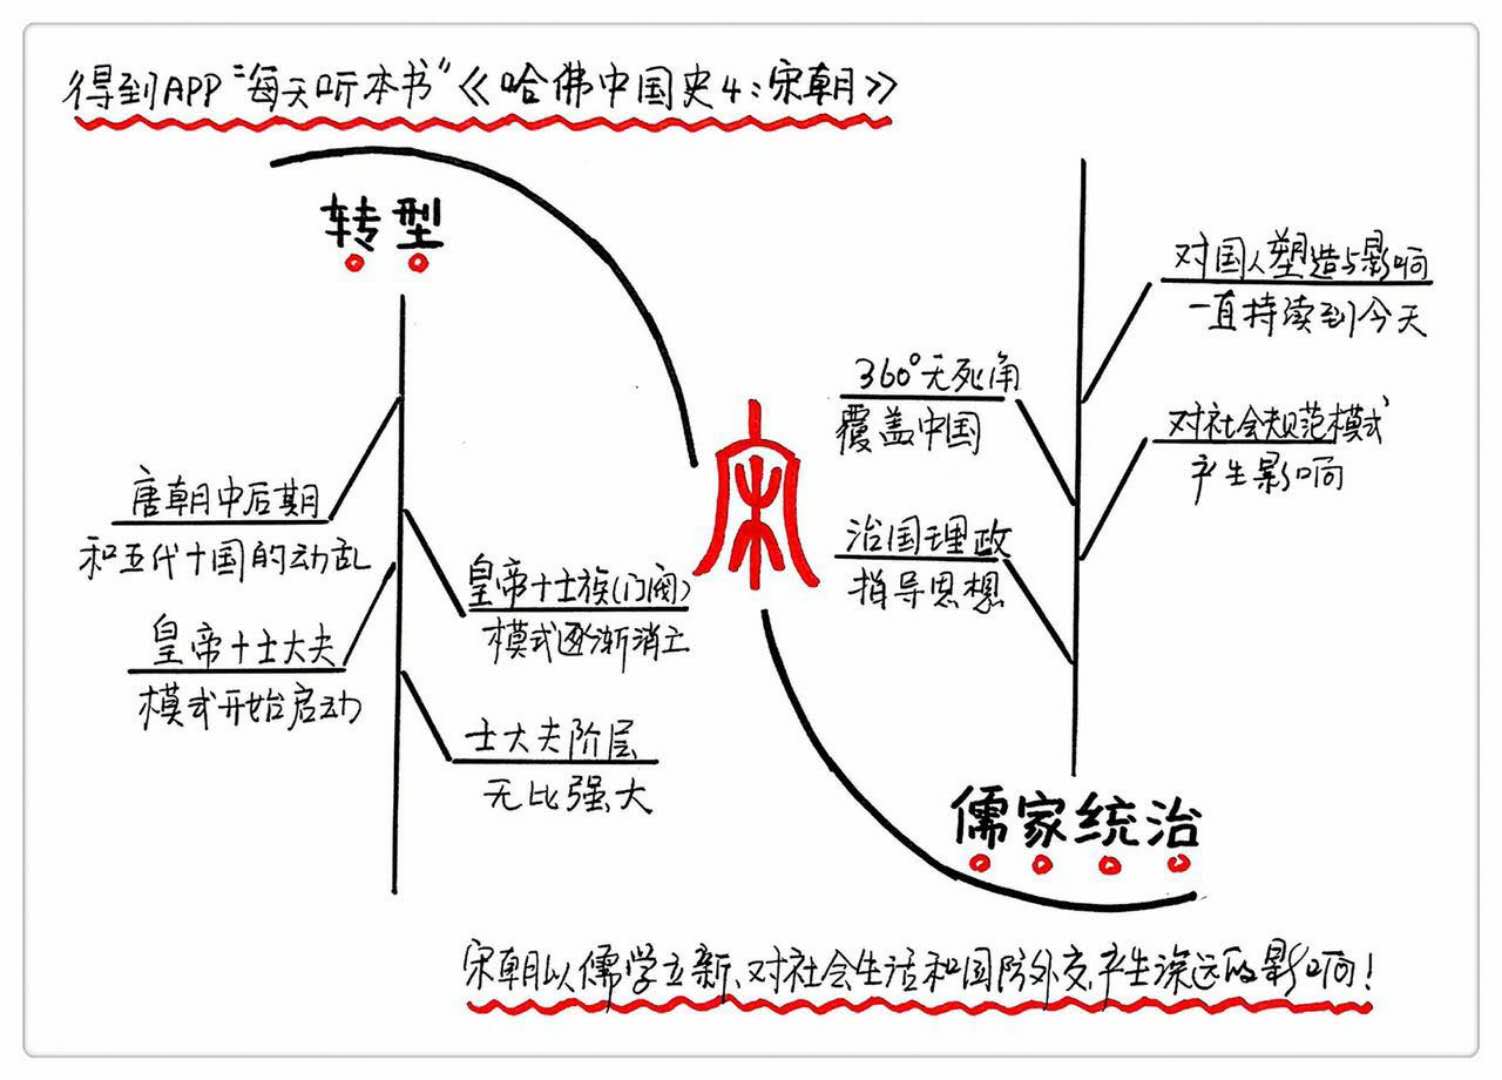 得到APP“每天听本书”《哈佛中国史4：宋朝》
转型
唐朝中后期
和五代十国的动乱
皇帝十士族(门阀)
模式逐渐消亡
皇帝十士大夫
模式开始启动
士大夫阶层
无比强大
宋
对国人塑造与影响
一直持续到今天
360°无死角
覆盖中国
对社会规范模式
产生影响
治国理政
指导思想
儒家统治
宋朝以儒学立新、对社会生活和国防外交产生深远的影响！